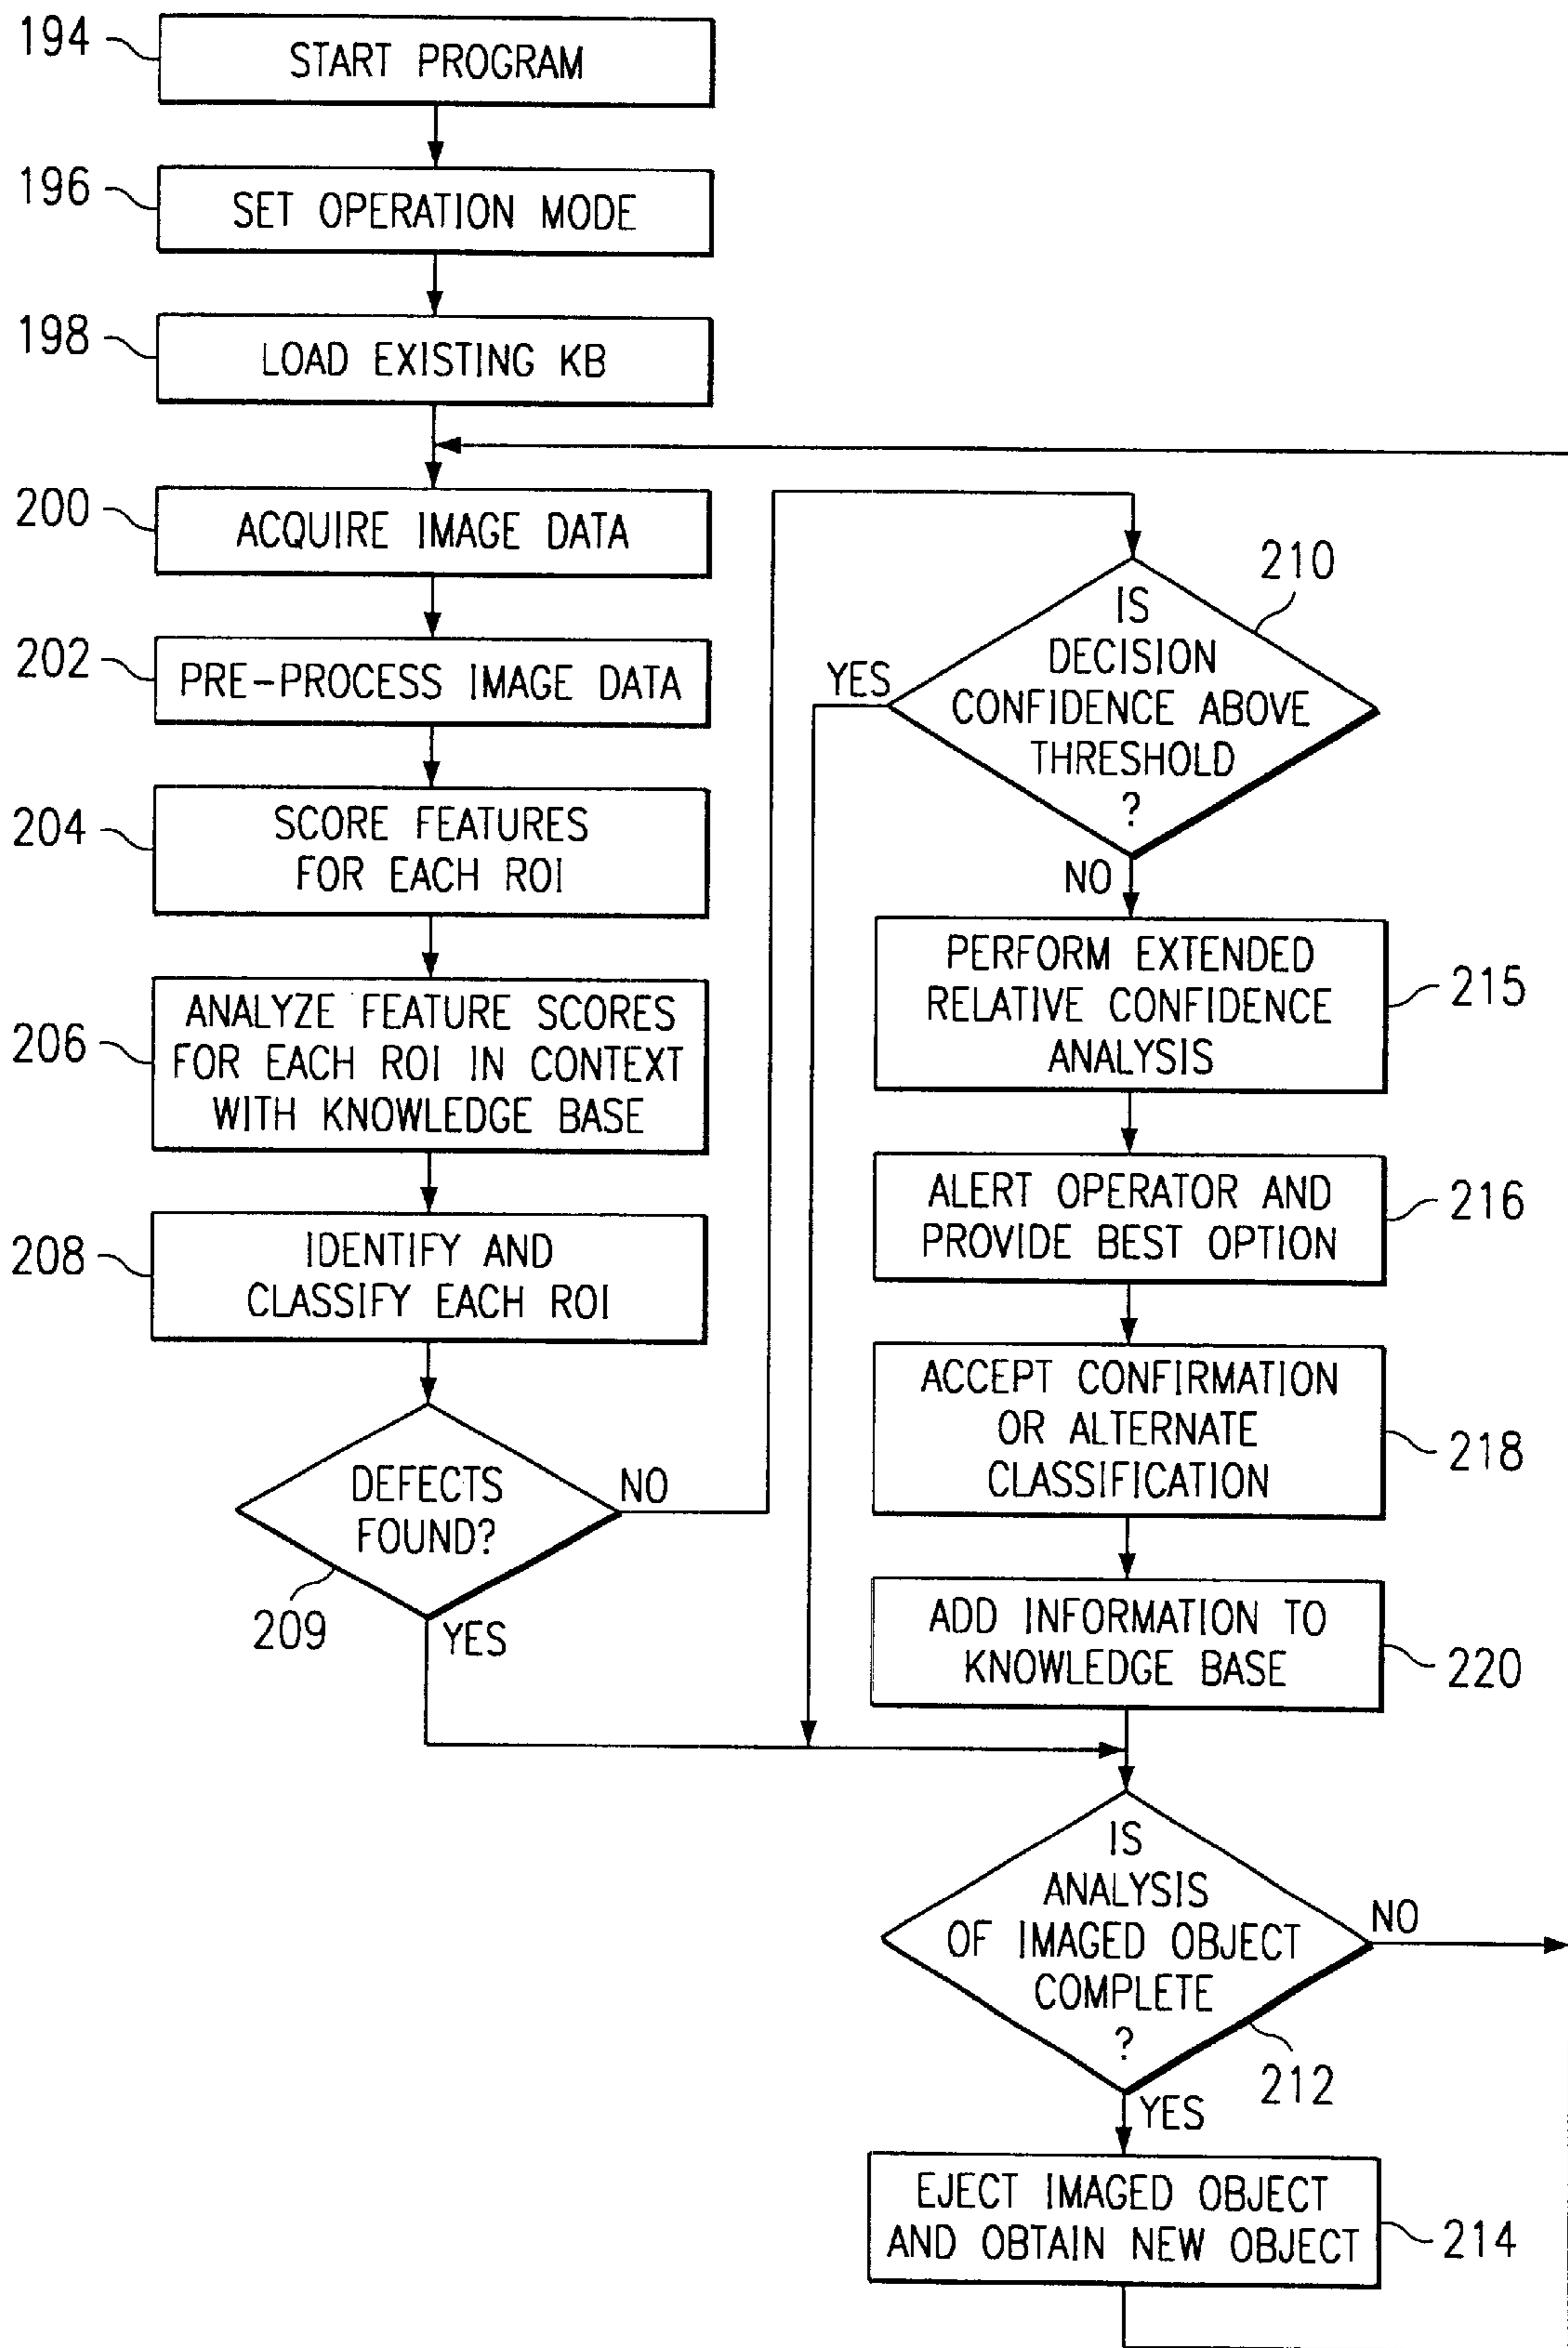 194
START PROGRAM
196
SET OPERATION MODE
198
LOAD EXISTING KB
200
ACQUIRE IMAGE DATA
202
PRE-PROCESS IMAGE DATA
204
SCORE FEATURES
FOR EACH ROI
206
ANALYZE FEATURE SCORES
FOR EACH ROI IN CONTEXT
WITH KNOWLEDGE BASE
208
IDENTIFY AND
CLASSIFY EACH ROI
DEFECTS
FOUND?
NO
209
YES
210
IS
DECISION
CONFIDENCE ABOVE
THRESHOLD
?
YES
NO
PERFORM EXTENDED
RELATIVE CONFIDENCE
ANALYSIS
215
ALERT OPERATOR AND
PROVIDE BEST OPTION
216
ACCEPT CONFIRMATION
OR ALTERNATE
CLASSIFICATION
218
ADD INFORMATION TO
KNOWLEDGE BASE
220
IS
ANALYSIS
OF IMAGED OBJECT
COMPLETE
?
NO
212
YES
EJECT IMAGED OBJECT
AND OBTAIN NEW OBJECT
214